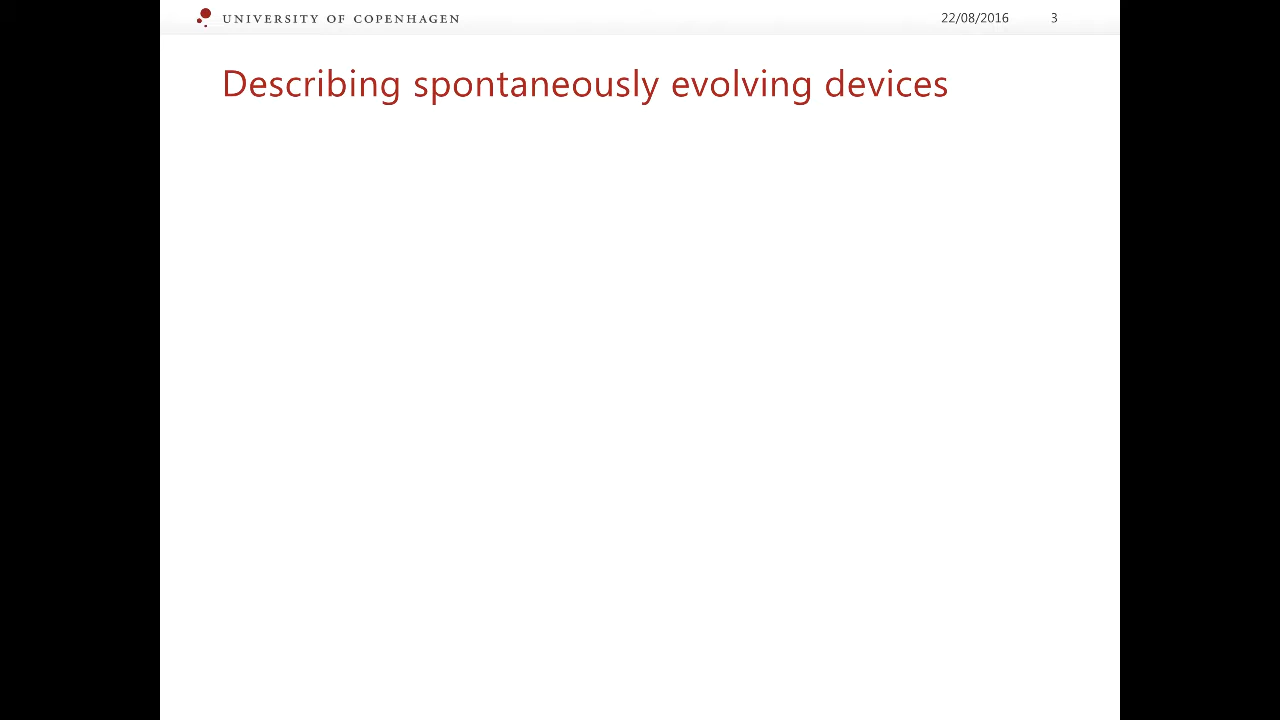 UNIVERSITY OF COPENHAGEN 22/08/2016 3
Describing spontaneously evolving devices